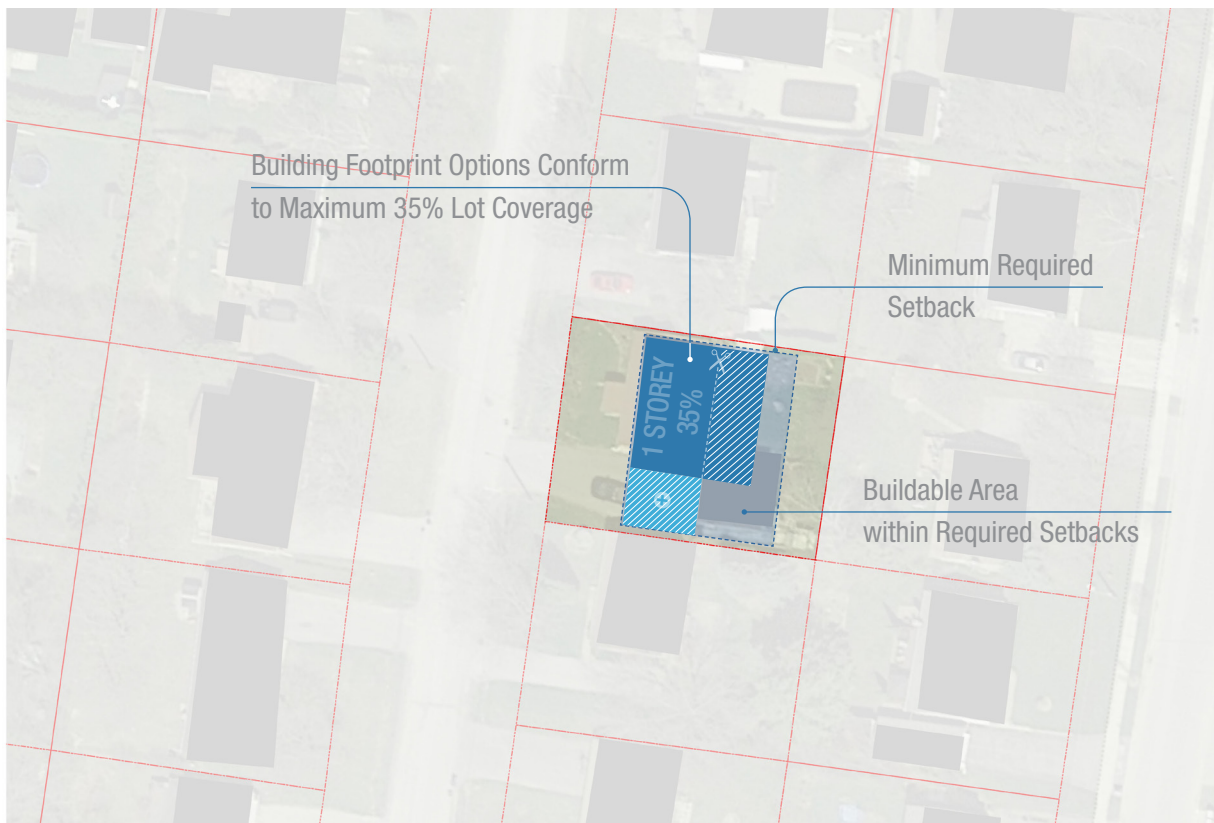 Building Footprint Options Conform
to Maximum 35% Lot Coverage
Minimum Required
Setback
1 STOREY
35%
Buildable Area
within Required Setbacks